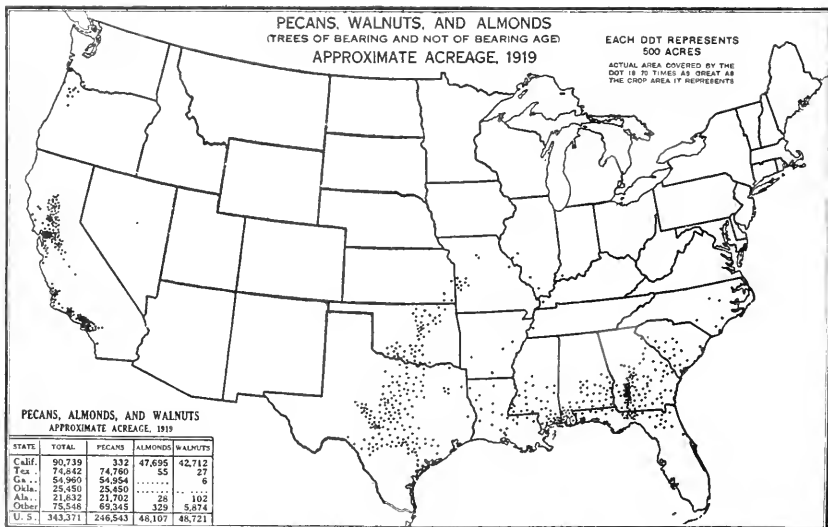 PECANS, WALNUTS, AND ALMONDS
(TREES OF BEARING AND NOT OF BEARING AGE)
APPROXIMATE ACREAGE, 1919
EACH DOT REPRESENTS
500 ACRES
ACTUAL AREA COVERED BY THE
DOT IS 70 TIMES AS GREAT AS
THE CROP AREA IT REPRESENTS
PECANS, ALMONDS, AND WALNUTS
APPROXIMATE ACREAGE, 1919
STATE TOTAL PECANS ALMONDS WALNUTS
Calif. 90,739 332 47,695 42,712
Tex . 74,842 74,760 55 27
Ga .. 54,960 54,954 ....... 6
Okla. 25,450 25,450 ....... .......
Ala.. 21,832 21,702 28 102
Other 75,548 69,345 329 5,874
U. S. 343,371 246,543 48,107 48,721